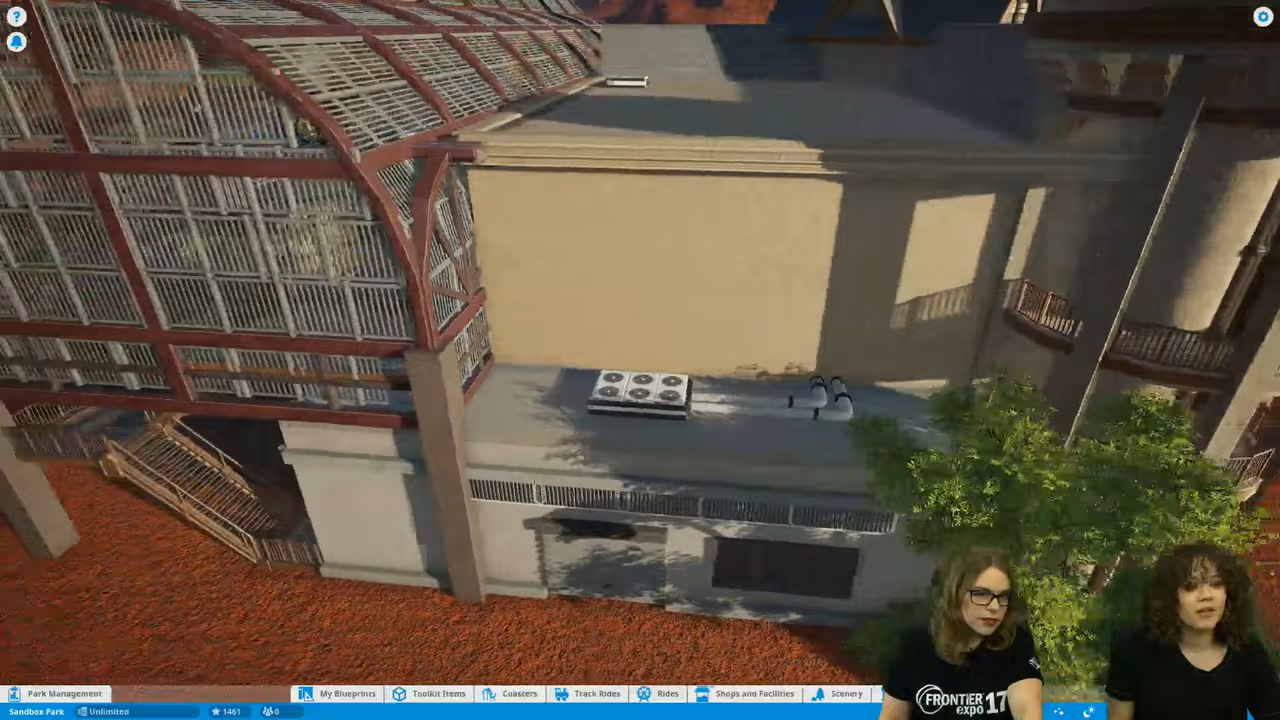 ?
Park Management
My Blueprints
Toolkit Items
Coasters
Track Rides
Rides
Shops and Facilities
Scenery
Sandbox Park
Unlimited
1461
0
FRONTIER
expo 17